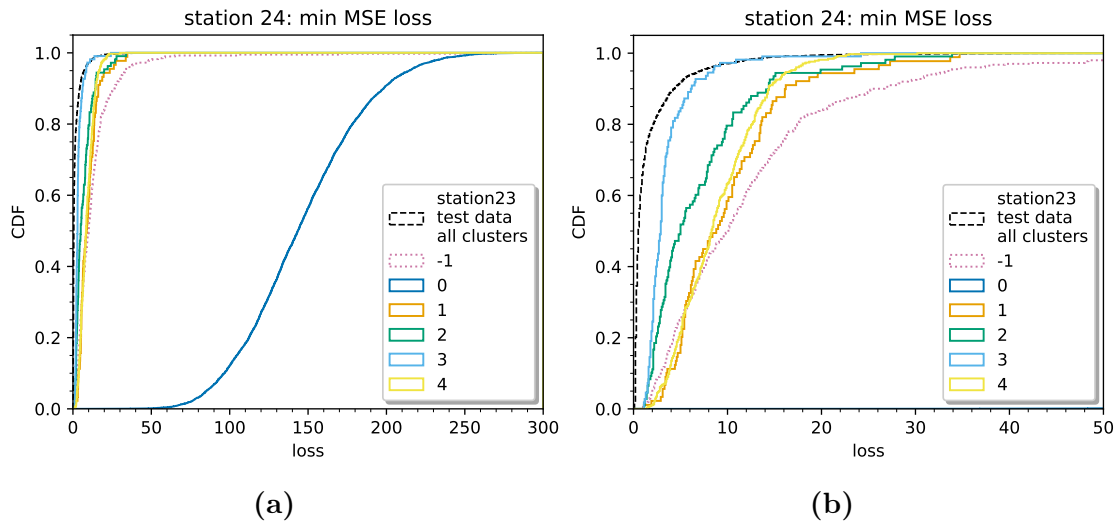 station 24: min MSE loss
1.0
0.8
0.6
0.4
0.2
0.0
CDF
0 50 100 150 200 250 300
loss
station23
test data
all clusters
-1
0
1
2
3
4
(a)
station 24: min MSE loss
1.0
0.8
0.6
0.4
0.2
0.0
CDF
0 10 20 30 40 50
loss
station23
test data
all clusters
-1
0
1
2
3
4
(b)